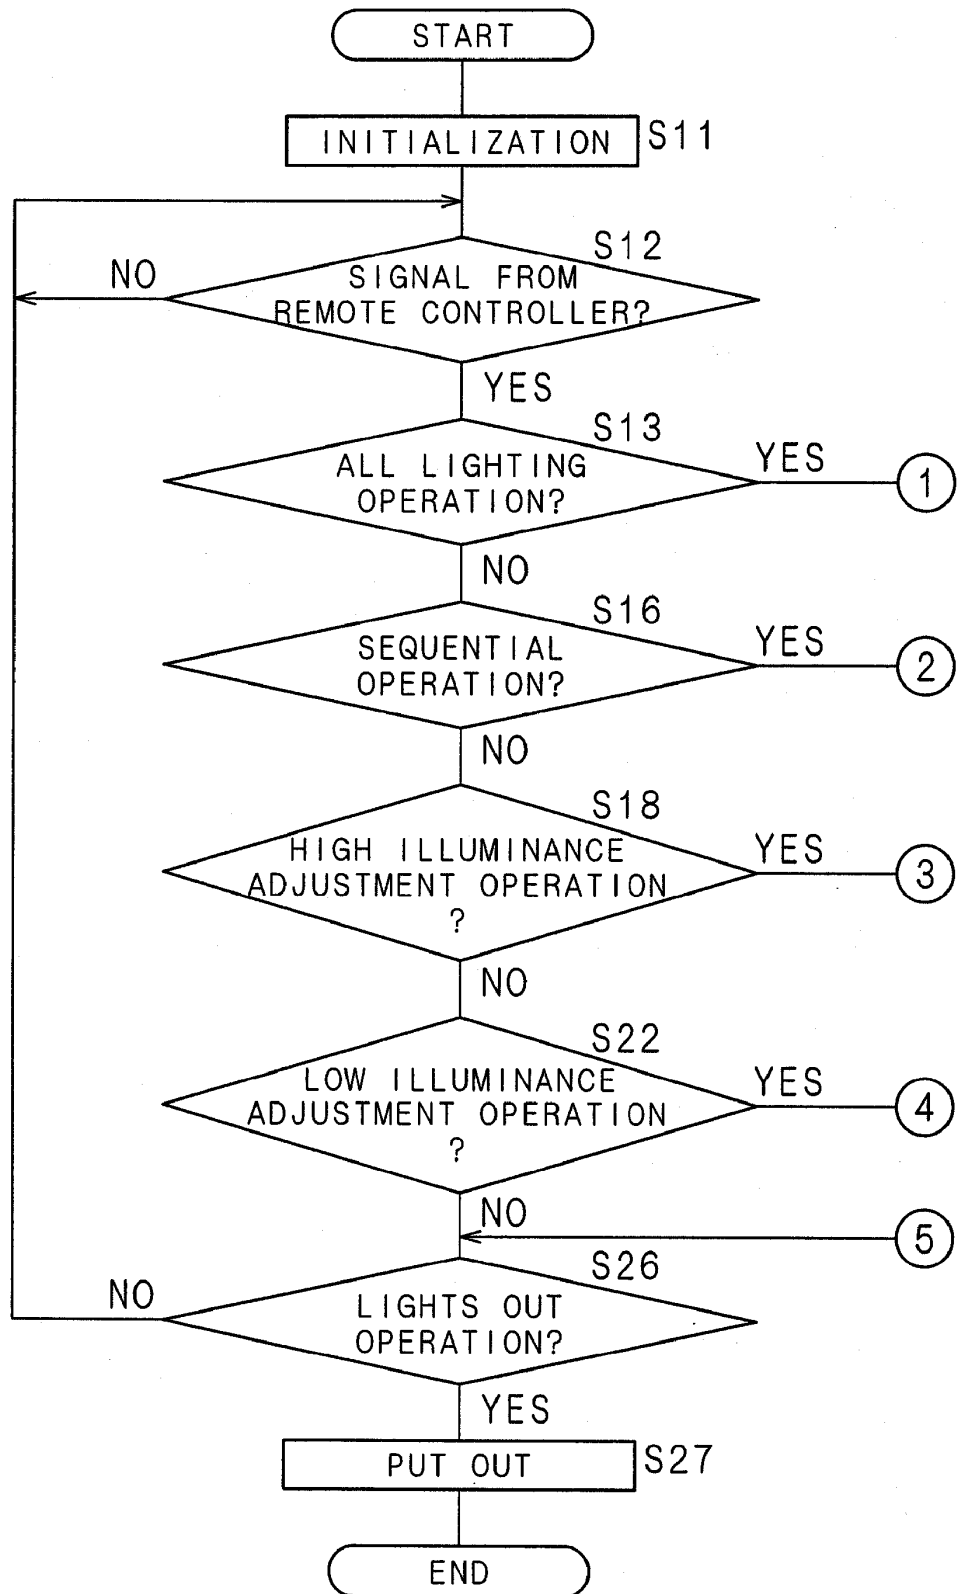 START
INITIALIZATION S11
S12
NO
SIGNAL FROM
REMOTE CONTROLLER?
YES
S13
ALL LIGHTING
OPERATION?
YES
1
NO
S16
SEQUENTIAL
OPERATION?
YES
2
NO
S18
HIGH ILLUMINANCE
ADJUSTMENT OPERATION
?
YES
3
NO
S22
LOW ILLUMINANCE
ADJUSTMENT OPERATION
?
YES
4
NO
5
S26
NO
LIGHTS OUT
OPERATION?
YES
PUT OUT S27
END